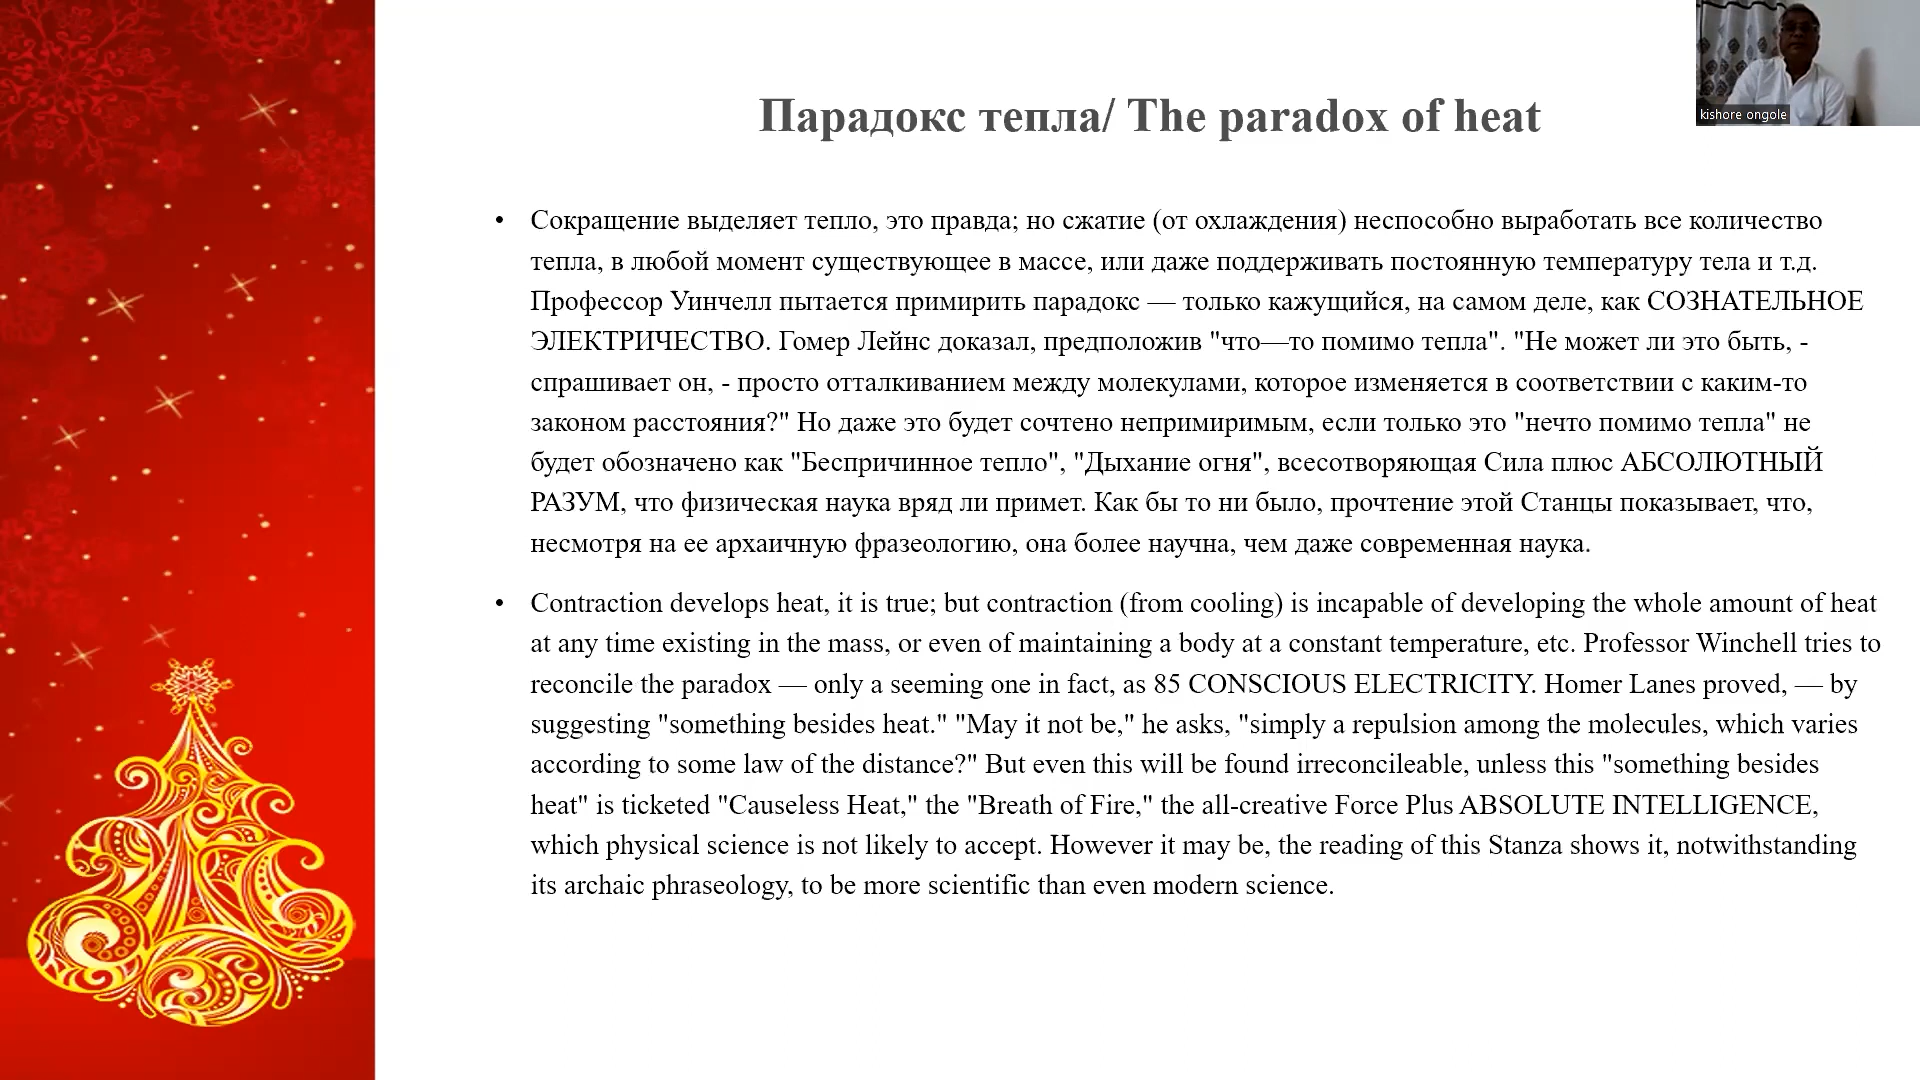 kishore ongole
Парадокс тепла/ The paradox of heat
• Сокращение выделяет тепло, это правда; но сжатие (от охлаждения) неспособно выработать все количество
тепла, в любой момент существующее в массе, или даже поддерживать постоянную температуру тела и т.д.
Профессор Уинчелл пытается примирить парадокс — только кажущийся, на самом деле, как СОЗНАТЕЛЬНОЕ
ЭЛЕКТРИЧЕСТВО. Гомер Лейнс доказал, предположив "что—то помимо тепла". "Не может ли это быть, -
спрашивает он, - просто отталкиванием между молекулами, которое изменяется в соответствии с каким-то
законом расстояния?" Но даже это будет сочтено непримиримым, если только это "нечто помимо тепла" не
будет обозначено как "Беспричинное тепло", "Дыхание огня", всесотворяющая Сила плюс АБСОЛЮТНЫЙ
РАЗУМ, что физическая наука вряд ли примет. Как бы то ни было, прочтение этой Станцы показывает, что,
несмотря на ее архаичную фразеологию, она более научна, чем даже современная наука.
• Contraction develops heat, it is true; but contraction (from cooling) is incapable of developing the whole amount of heat
at any time existing in the mass, or even of maintaining a body at a constant temperature, etc. Professor Winchell tries to
reconcile the paradox — only a seeming one in fact, as 85 CONSCIOUS ELECTRICITY. Homer Lanes proved, — by
suggesting "something besides heat." "May it not be," he asks, "simply a repulsion among the molecules, which varies
according to some law of the distance?" But even this will be found irreconcileable, unless this "something besides
heat" is ticketed "Causeless Heat," the "Breath of Fire," the all-creative Force Plus ABSOLUTE INTELLIGENCE,
which physical science is not likely to accept. However it may be, the reading of this Stanza shows it, notwithstanding
its archaic phraseology, to be more scientific than even modern science.